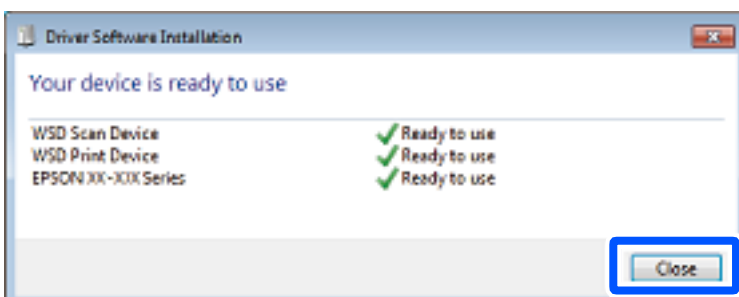 Driver Software Installation
Your device is ready to use
WSD Scan Device Ready to use
WSD Print Device Ready to use
EPSON XX-XXX Series Ready to use
Close